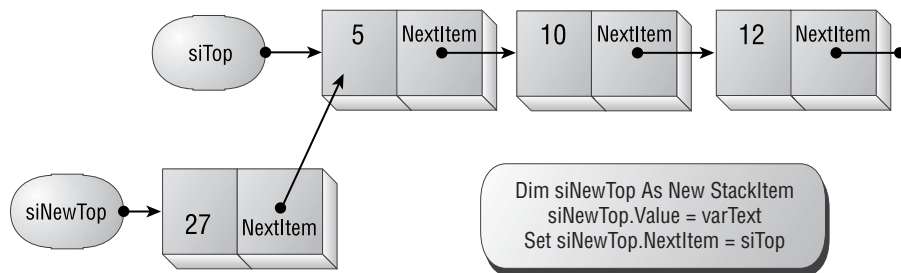 siTop
5
NextItem
10
NextItem
12
NextItem
siNewTop
27
NextItem
Dim siNewTop As New StackItem
siNewTop.Value = varText
Set siNewTop.NextItem = siTop